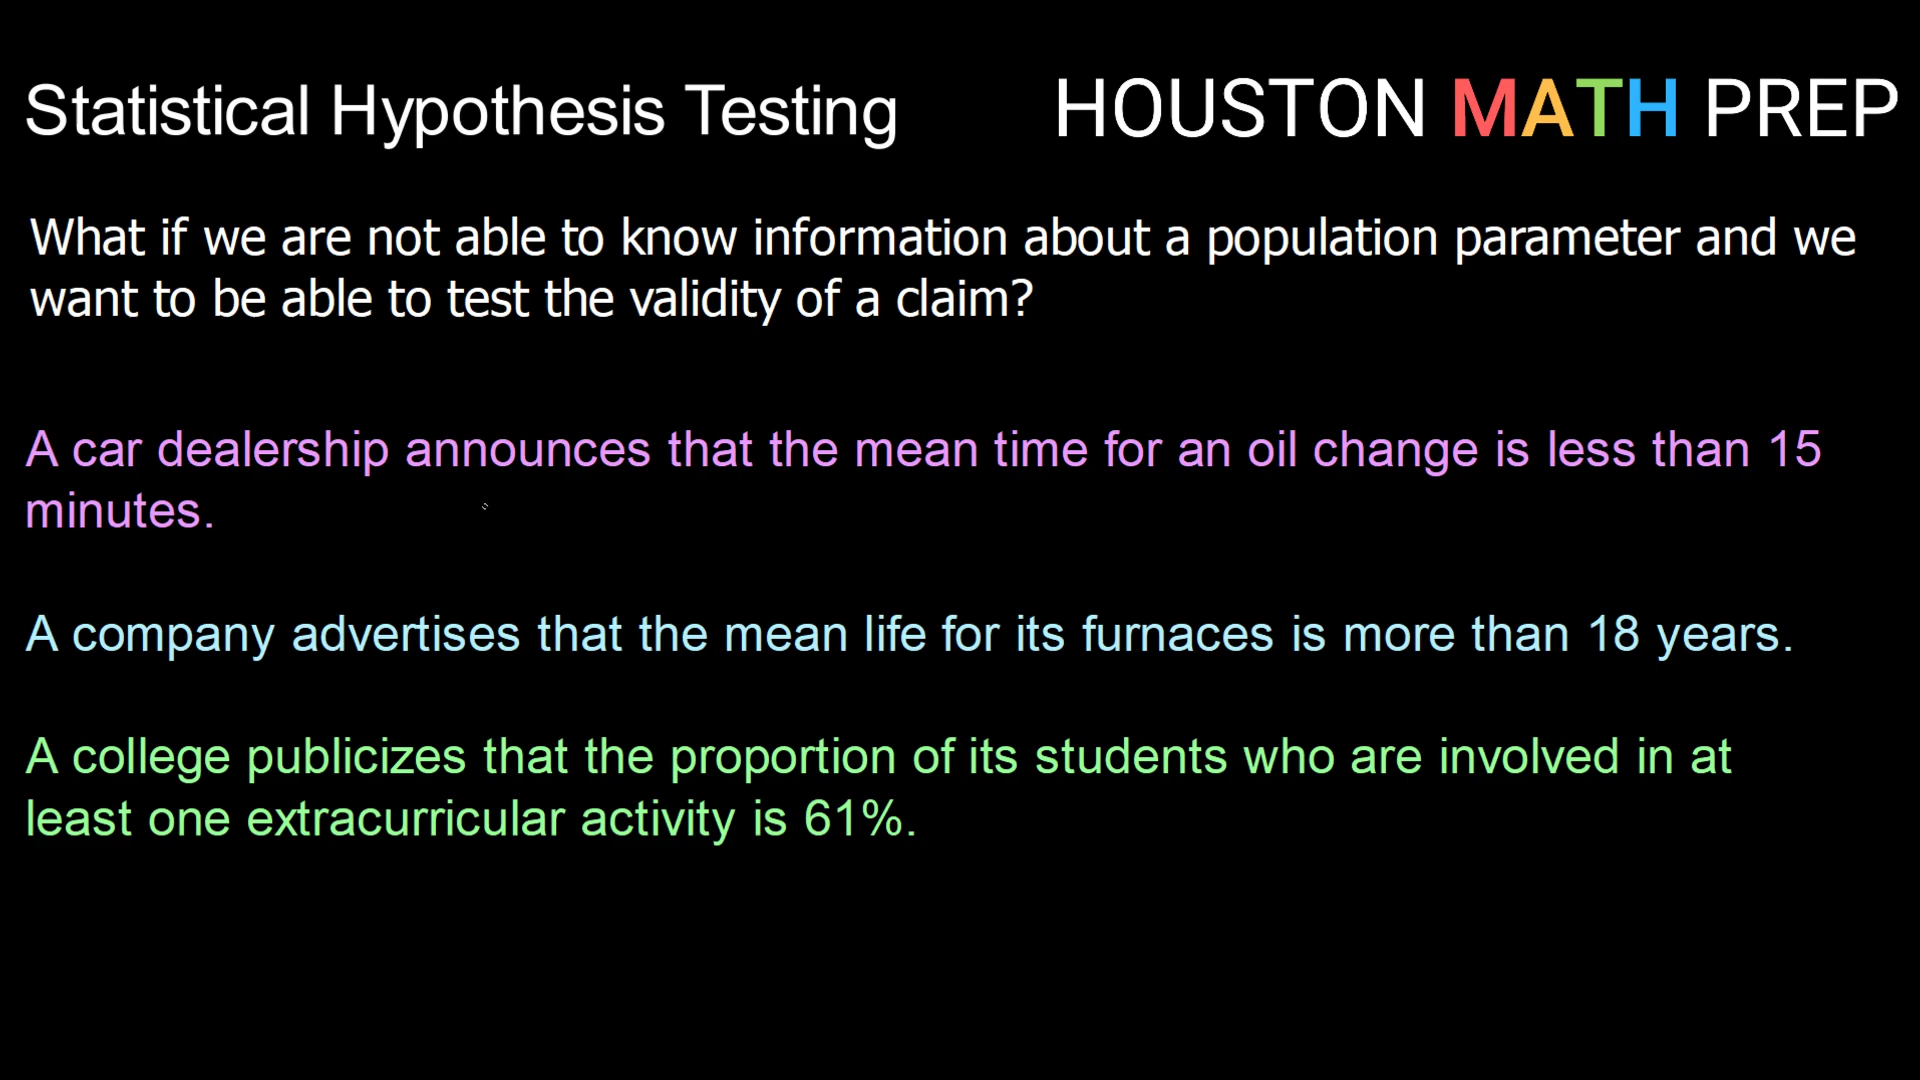 Statistical Hypothesis Testing
HOUSTON MATH PREP
What if we are not able to know information about a population parameter and we
want to be able to test the validity of a claim?
A car dealership announces that the mean time for an oil change is less than 15
minutes.
A company advertises that the mean life for its furnaces is more than 18 years.
A college publicizes that the proportion of its students who are involved in at
least one extracurricular activity is 61%.